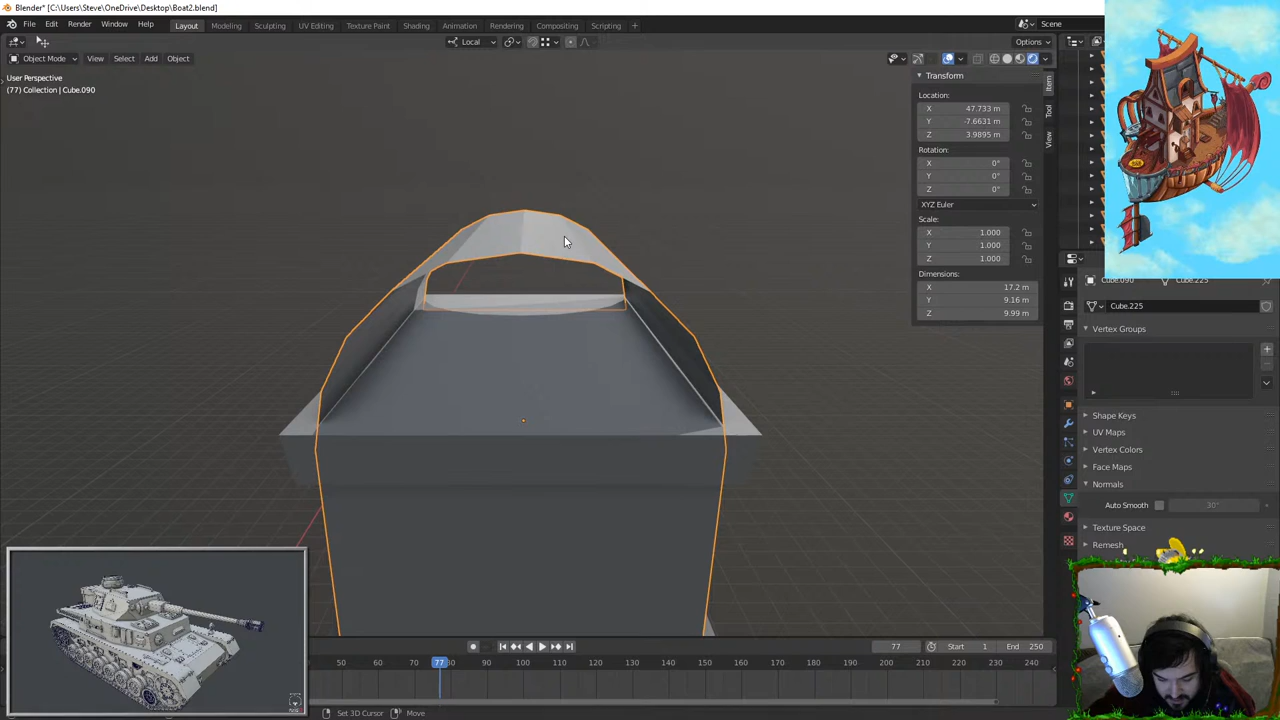 Blender* [C:\Users\Steve\OneDrive\Desktop\Boat2.blend]
File Edit Render Window Help Layout Modeling Sculpting UV Editing Texture Paint Shading Animation Rendering Compositing Scripting Scene
Local Options
Object Mode View Select Add Object
User Perspective
(77) Collection | Cube.090
Transform
Location:
X 47.733 m
Y -7.6631 m
Z 3.9895 m
Rotation:
X 0°
Y 0°
Z 0°
XYZ Euler
Scale:
X 1.000
Y 1.000
Z 1.000
Dimensions:
X 17.2 m
Y 9.16 m
Z 9.99 m
Item
Tool
View
Cube.090 Cube.225
Cube.225
Vertex Groups
Shape Keys
UV Maps
Vertex Colors
Face Maps
Normals
Auto Smooth 30°
Texture Space
Remesh
77 Start 1 End 250
50 60 70 77 80 90 100 110 120 130 140 150 160 170 180 190 200 210 220 230 240
Set 3D Cursor Move